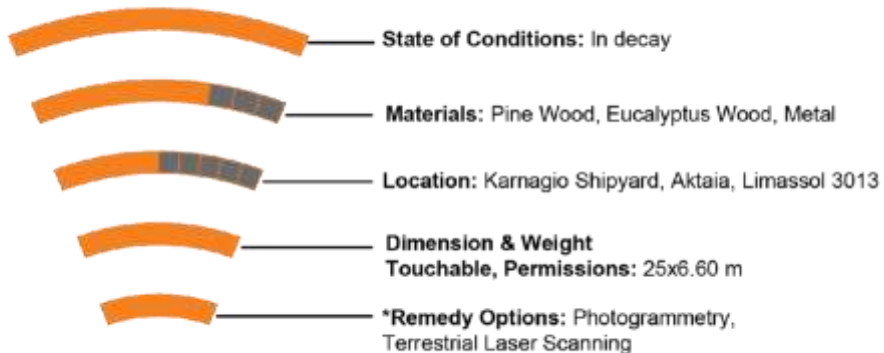 State of Conditions: In decay
Materials: Pine Wood, Eucalyptus Wood, Metal
Location: Karnagio Shipyard, Aktaia, Limassol 3013
Dimension & Weight
Touchable, Permissions: 25x6.60 m
*Remedy Options: Photogrammetry,
Terrestrial Laser Scanning